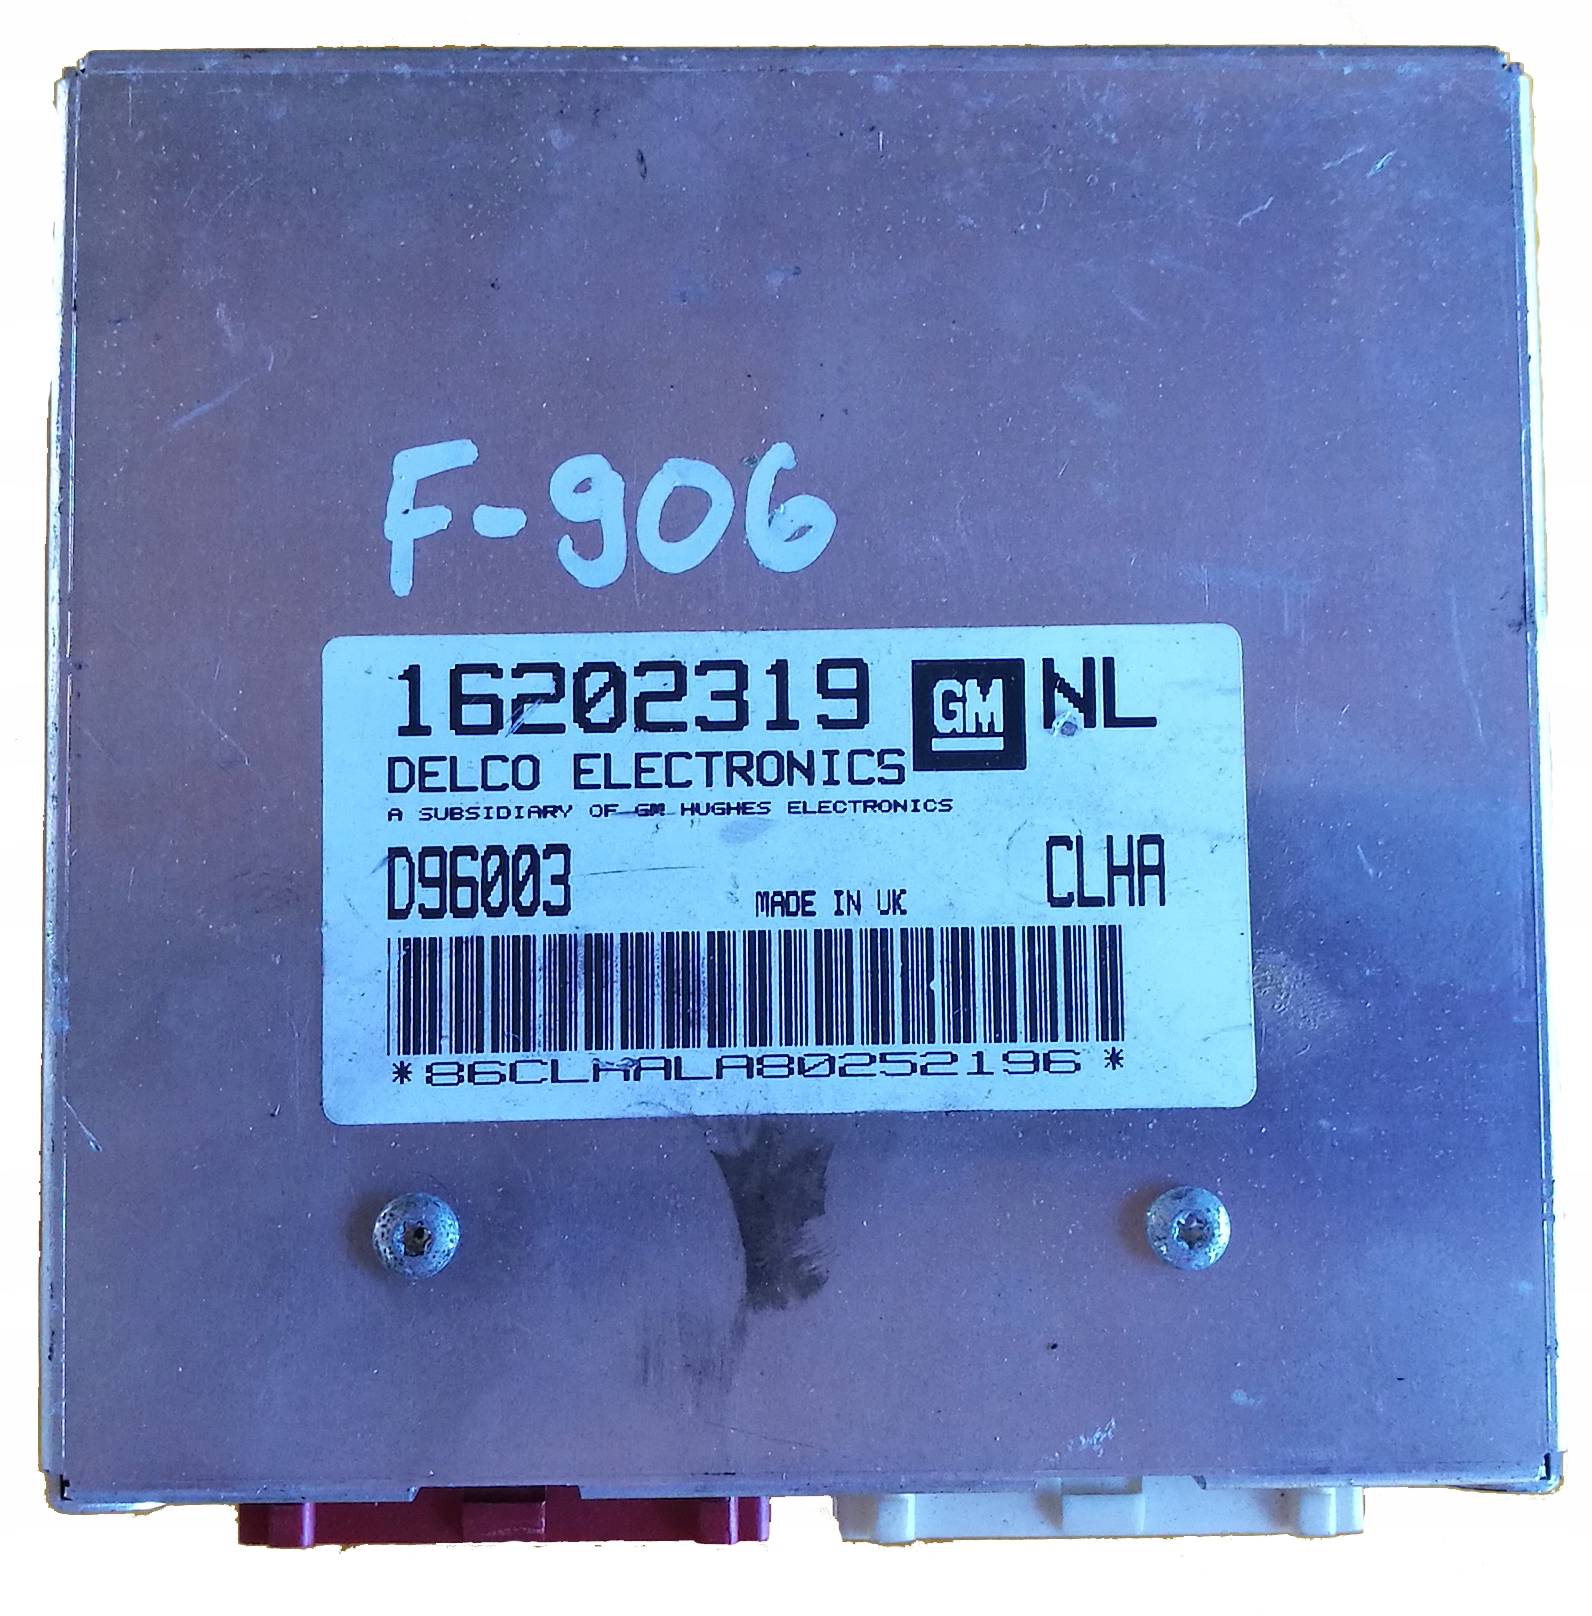 F-906
16202319 GM NL
DELCO ELECTRONICS
A SUBSIDIARY OF GM HUGHES ELECTRONICS
D96003 MADE IN UK CLHA
*86CLHALA80252196*